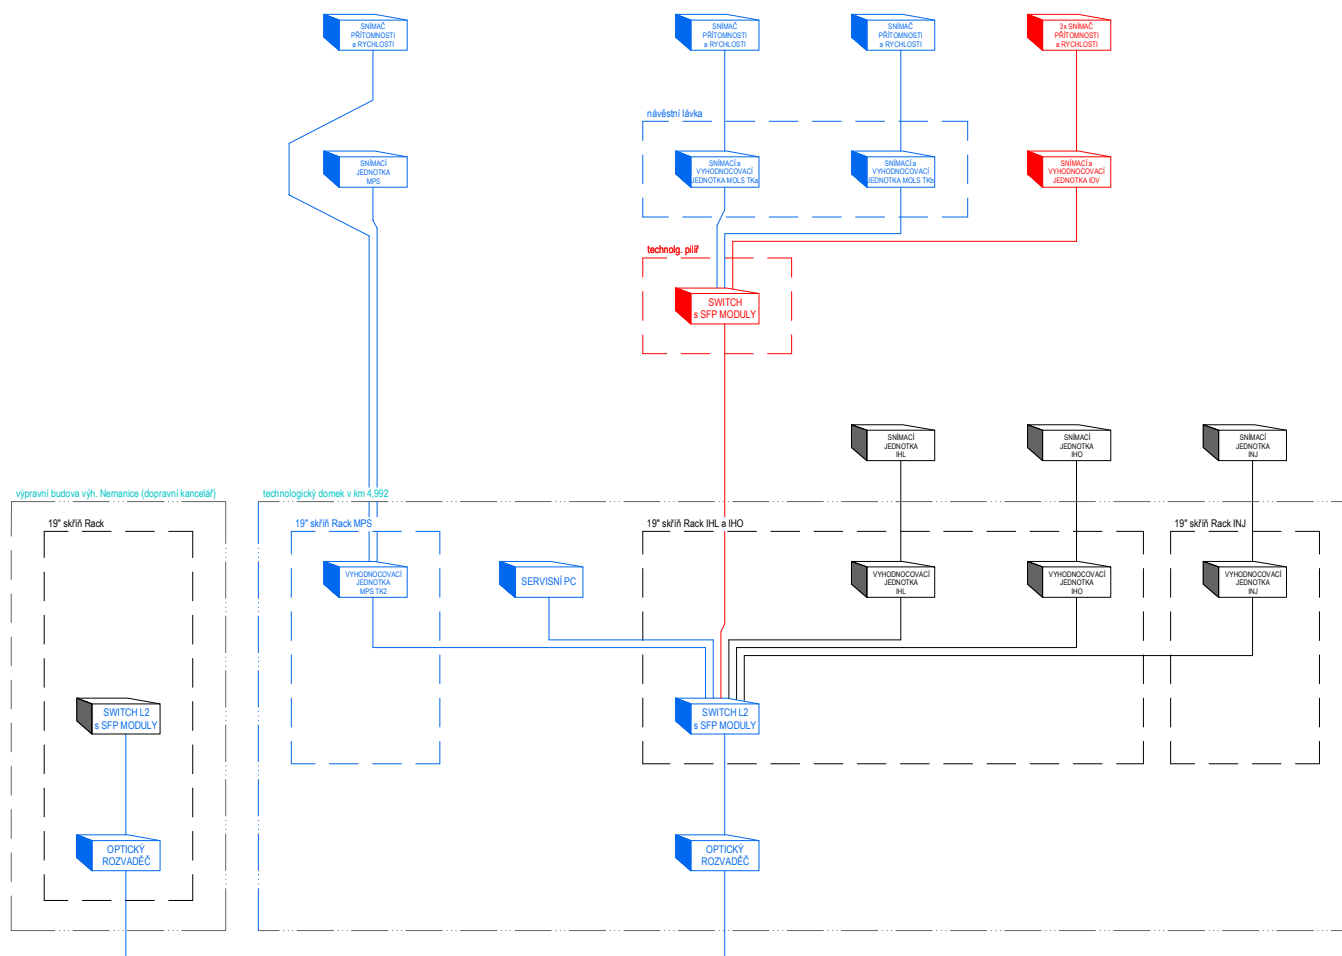 SNÍMAČ
PŘÍTOMNOSTI
a RYCHLOSTI
SNÍMAČ
PŘÍTOMNOSTI
a RYCHLOSTI
SNÍMAČ
PŘÍTOMNOSTI
a RYCHLOSTI
3x SNÍMAČ
PŘÍTOMNOSTI
a RYCHLOSTI
návěstní lávka
SNÍMACÍ
JEDNOTKA
MPS
SNÍMACÍ a
VYHODNOCOVACÍ
JEDNOTKA MOLS TKa
SNÍMACÍ a
VYHODNOCOVACÍ
JEDNOTKA MOLS TKb
SNÍMACÍ a
VYHODNOCOVACÍ
JEDNOTKA IOV
technolg. pilíř
SWITCH
s SFP MODULY
SNÍMACÍ
JEDNOTKA
IHL
SNÍMACÍ
JEDNOTKA
IHO
SNÍMACÍ
JEDNOTKA
INJ
výpravní budova výh. Nemanice (dopravní kancelář)
technologický domek v km 4,992
19" skříň Rack
19" skříň Rack MPS
19" skříň Rack IHL a IHO
19" skříň Rack INJ
VYHODNOCOVACÍ
JEDNOTKA
MPS TK2
SERVISNÍ PC
VYHODNOCOVACÍ
JEDNOTKA
IHL
VYHODNOCOVACÍ
JEDNOTKA
IHO
VYHODNOCOVACÍ
JEDNOTKA
INJ
SWITCH L2
s SFP MODULY
SWITCH L2
s SFP MODULY
OPTICKÝ
ROZVADĚČ
OPTICKÝ
ROZVADĚČ